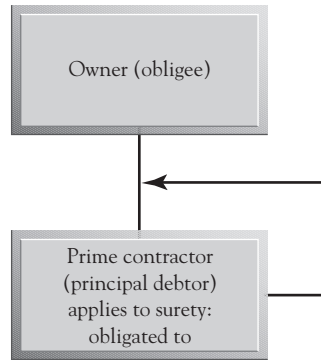 Owner (obligee)
Prime contractor
(principal debtor)
applies to surety:
obligated to